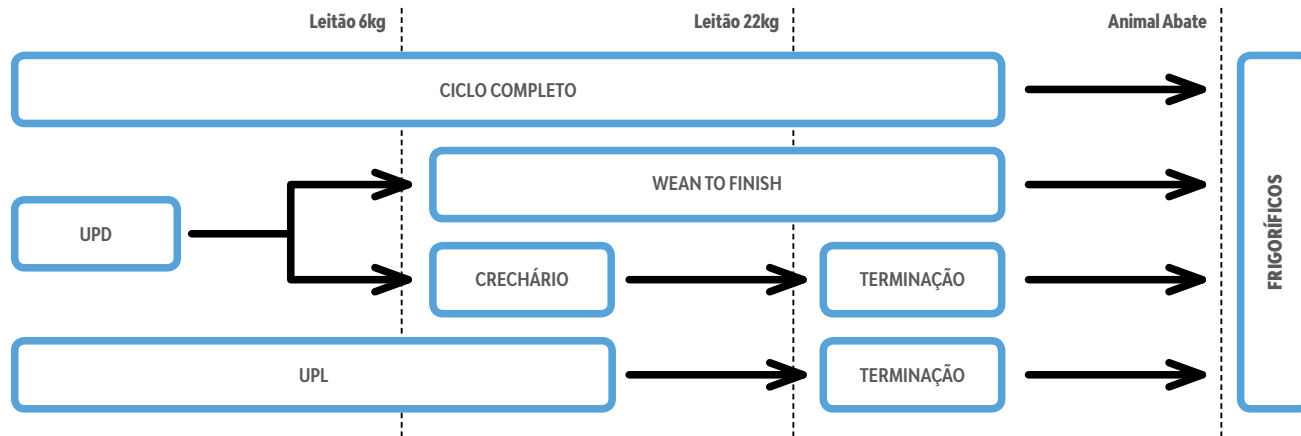 Leitão 6kg
Leitão 22kg
Animal Abate
CICLO COMPLETO
WEAN TO FINISH
UPD
CRECHÁRIO
TERMINAÇÃO
UPL
TERMINAÇÃO
FRIGORÍFICOS